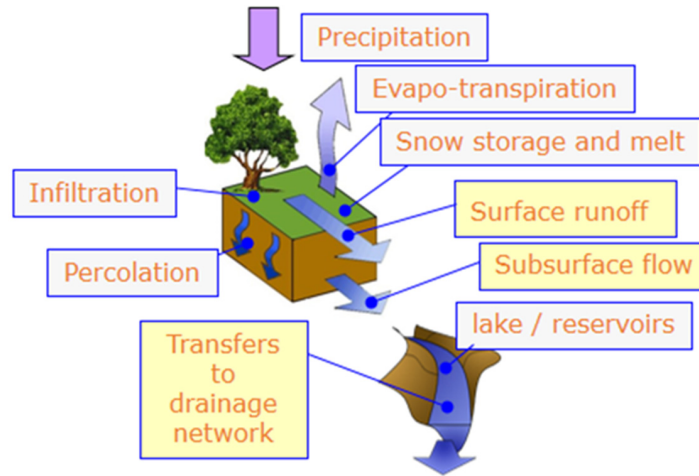 Precipitation
Evapo-transpiration
Snow storage and melt
Infiltration
Surface runoff
Percolation
Subsurface flow
lake / reservoirs
Transfers
to
drainage
network